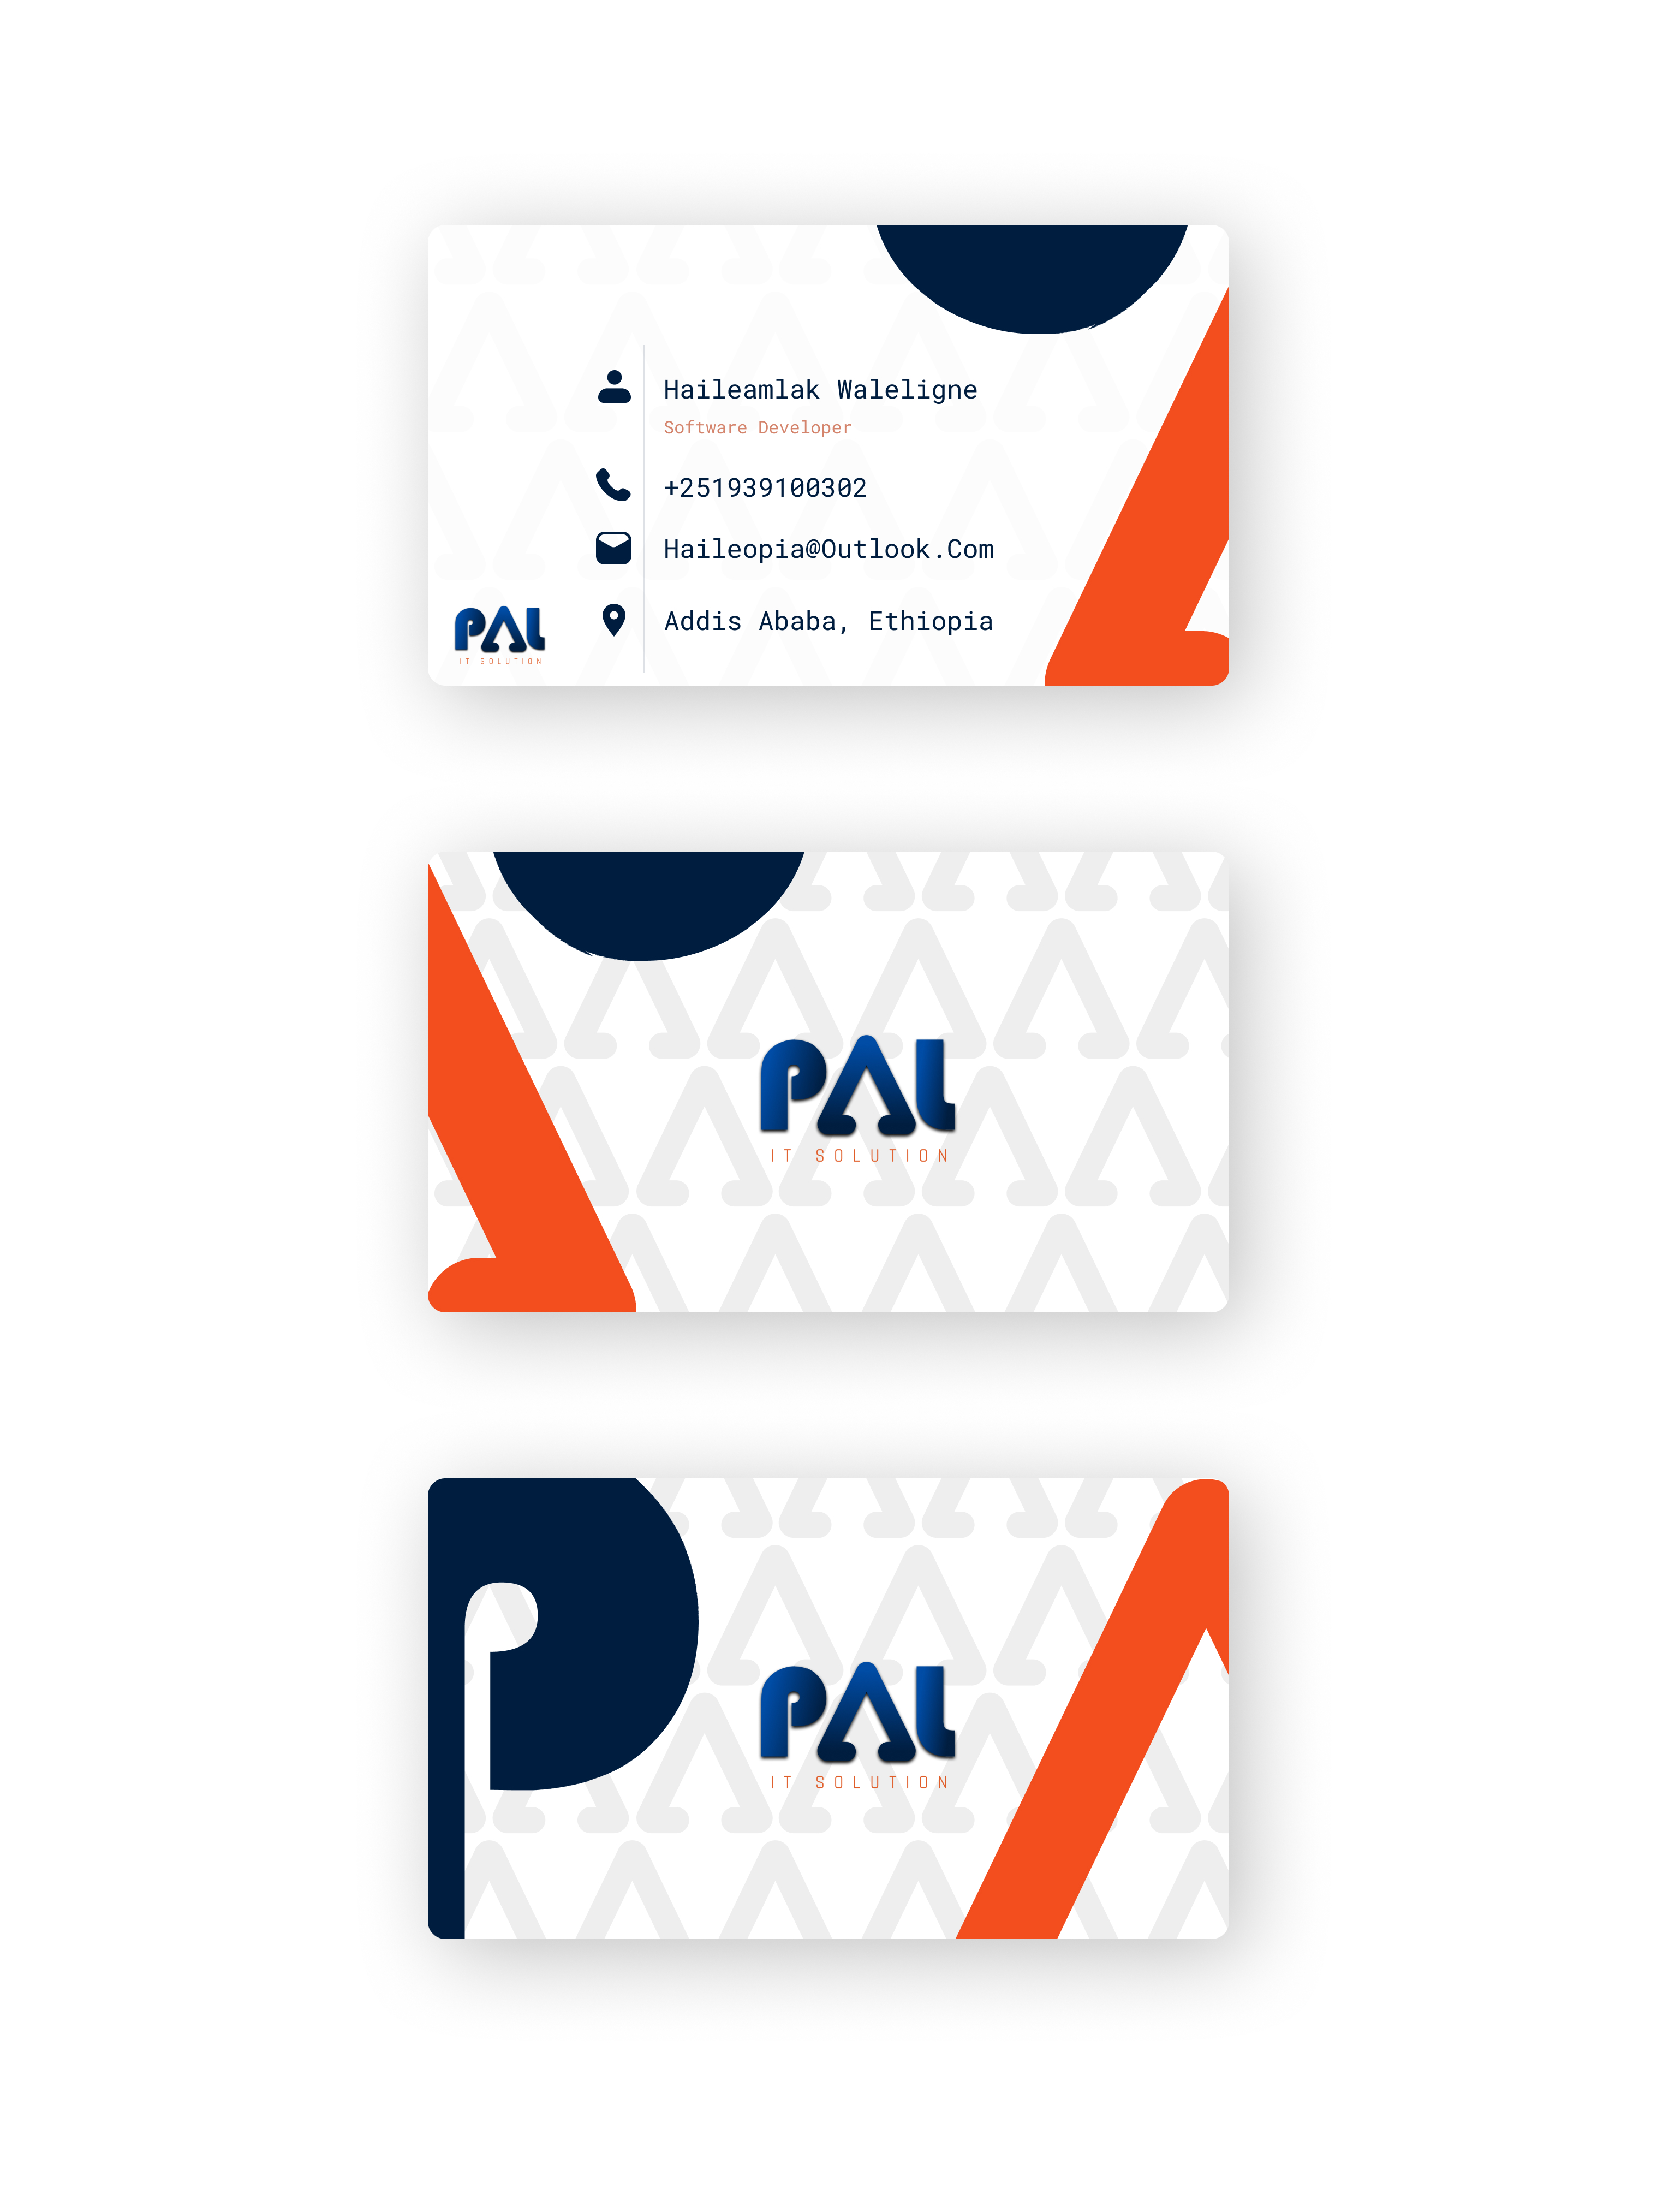 Haileamlak Waleligne
Software Developer
+251939100302
Haileopia@Outlook.Com
Addis Ababa, Ethiopia
PAL
IT SOLUTION
PAL
IT SOLUTION
P
PAL
IT SOLUTION